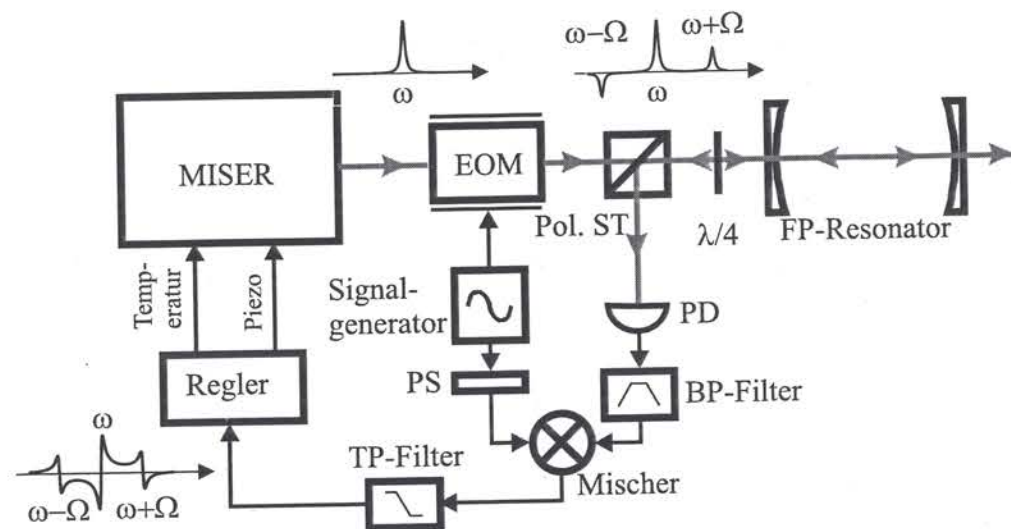 ω−Ω
ω+Ω
ω
ω
MISER
EOM
Pol. ST
λ/4
FP-Resonator
Temp-
eratur
Piezo
Signal-
generator
PD
Regler
PS
BP-Filter
ω
TP-Filter
Mischer
ω−Ω
ω+Ω